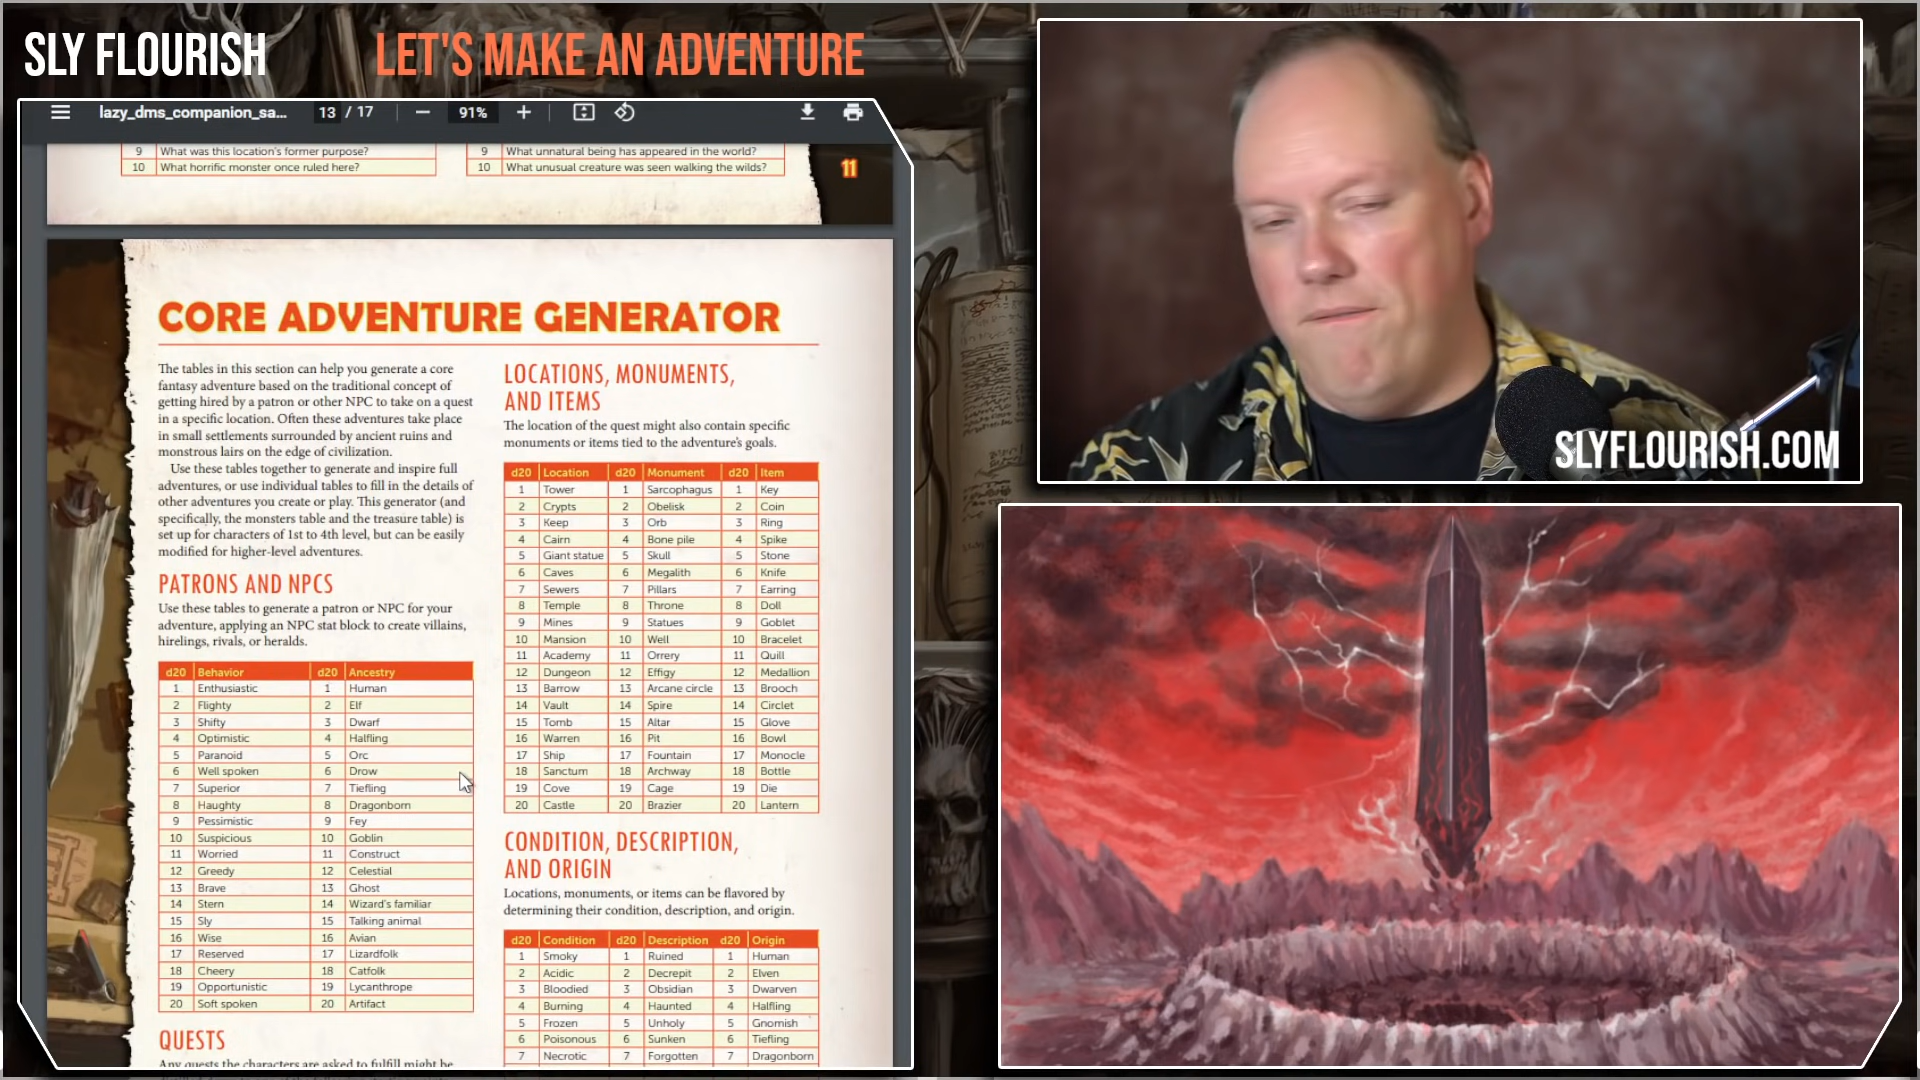 SLY FLOURISH
LET'S MAKE AN ADVENTURE
lazy_dms_companion_sa... 13 / 17 91%
9 What was this location's former purpose?
10 What horrific monster once ruled here?
9 What unnatural being has appeared in the world?
10 What unusual creature was seen walking the wilds?
11
CORE ADVENTURE GENERATOR
The tables in this section can help you generate a core
fantasy adventure based on the traditional concept of
getting hired by a patron or other NPC to take on a quest
in a specific location. Often these adventures take place
in small settlements surrounded by ancient ruins and
monstrous lairs on the edge of civilization.
Use these tables together to generate and inspire full
adventures, or use individual tables to fill in the details of
other adventures you create or play. This generator (and
specifically, the monsters table and the treasure table) is
set up for characters of 1st to 4th level, but can be easily
modified for higher-level adventures.
PATRONS AND NPCS
Use these tables to generate a patron or NPC for your
adventure, applying an NPC stat block to create villains,
hirelings, rivals, or heralds.
d20 Behavior d20 Ancestry
1 Enthusiastic 1 Human
2 Flighty 2 Elf
3 Shifty 3 Dwarf
4 Optimistic 4 Halfling
5 Paranoid 5 Orc
6 Well spoken 6 Drow
7 Superior 7 Tiefling
8 Haughty 8 Dragonborn
9 Pessimistic 9 Fey
10 Suspicious 10 Goblin
11 Worried 11 Construct
12 Greedy 12 Celestial
13 Brave 13 Ghost
14 Stern 14 Wizard's familiar
15 Sly 15 Talking animal
16 Wise 16 Avian
17 Reserved 17 Lizardfolk
18 Cheery 18 Catfolk
19 Opportunistic 19 Lycanthrope
20 Soft spoken 20 Artifact
QUESTS
Any quests the characters are asked to fulfill might be
LOCATIONS, MONUMENTS,
AND ITEMS
The location of the quest might also contain specific
monuments or items tied to the adventure's goals.
d20 Location d20 Monument d20 Item
1 Tower 1 Sarcophagus 1 Key
2 Crypts 2 Obelisk 2 Coin
3 Keep 3 Orb 3 Ring
4 Cairn 4 Bone pile 4 Spike
5 Giant statue 5 Skull 5 Stone
6 Caves 6 Megalith 6 Knife
7 Sewers 7 Pillars 7 Earring
8 Temple 8 Throne 8 Doll
9 Mines 9 Statues 9 Goblet
10 Mansion 10 Well 10 Bracelet
11 Academy 11 Orrery 11 Quill
12 Dungeon 12 Effigy 12 Medallion
13 Barrow 13 Arcane circle 13 Brooch
14 Vault 14 Spire 14 Circlet
15 Tomb 15 Altar 15 Glove
16 Warren 16 Pit 16 Bowl
17 Ship 17 Fountain 17 Monocle
18 Sanctum 18 Archway 18 Bottle
19 Cove 19 Cage 19 Die
20 Castle 20 Brazier 20 Lantern
CONDITION, DESCRIPTION,
AND ORIGIN
Locations, monuments, or items can be flavored by
determining their condition, description, and origin.
d20 Condition d20 Description d20 Origin
1 Smoky 1 Ruined 1 Human
2 Acidic 2 Decrepit 2 Elven
3 Bloodied 3 Obsidian 3 Dwarven
4 Burning 4 Haunted 4 Halfling
5 Frozen 5 Unholy 5 Gnomish
6 Poisonous 6 Sunken 6 Tiefling
7 Necrotic 7 Forgotten 7 Dragonborn
SLYFLOURISH.COM